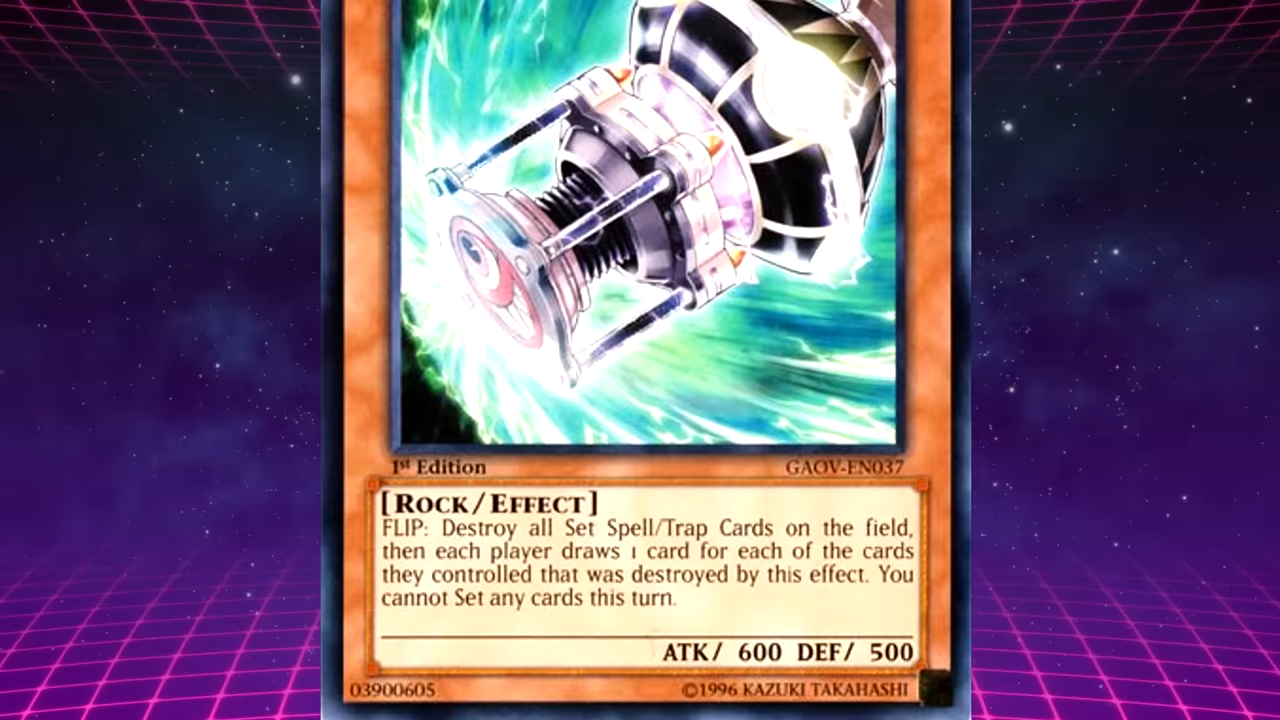 1st Edition GAOV-EN037
[ROCK/EFFECT]
FLIP: Destroy all Set Spell/Trap Cards on the field,
then each player draws 1 card for each of the cards
they controlled that was destroyed by this effect. You
cannot Set any cards this turn.
ATK/ 600 DEF/ 500
03900605 ©1996 KAZUKI TAKAHASHI